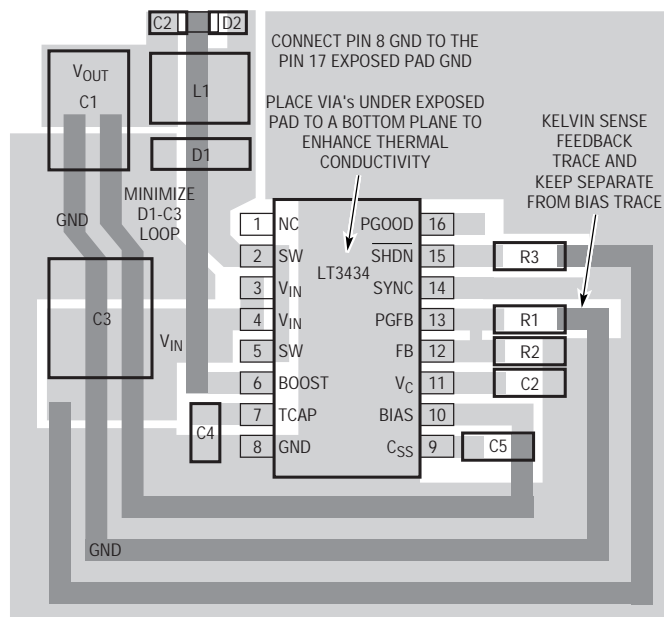 C2
D2
CONNECT PIN 8 GND TO THE
PIN 17 EXPOSED PAD GND
VOUT
C1
L1
PLACE VIA's UNDER EXPOSED
PAD TO A BOTTOM PLANE TO
ENHANCE THERMAL
CONDUCTIVITY
KELVIN SENSE
FEEDBACK
TRACE AND
KEEP SEPARATE
FROM BIAS TRACE
D1
MINIMIZE
D1-C3
LOOP
GND
C3
VIN
LT3434
1 NC
2 SW
3 VIN
4 VIN
5 SW
6 BOOST
7 TCAP
8 GND
PGOOD 16
SHDN 15
SYNC 14
PGFB 13
FB 12
VC 11
BIAS 10
CSS 9
R3
R1
R2
C2
C4
C5
GND